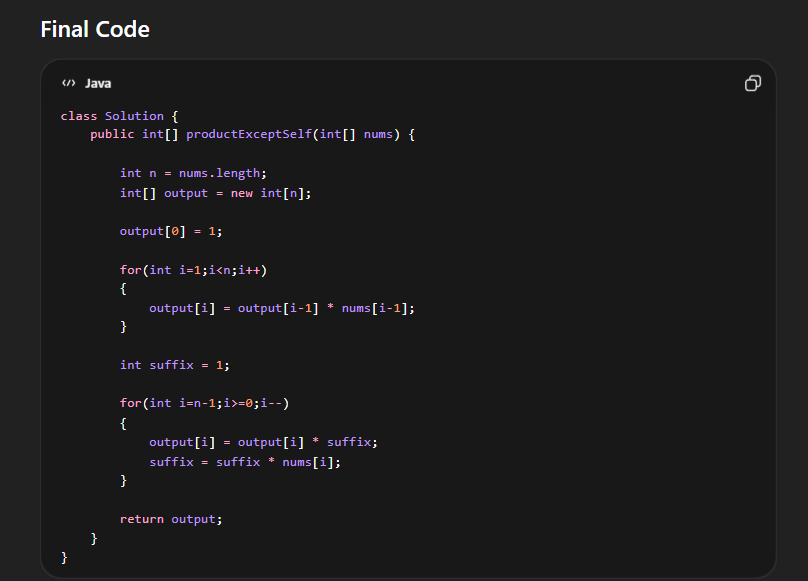 Final Code
</> Java
class Solution {
    public int[] productExceptSelf(int[] nums) {
        int n = nums.length;
        int[] output = new int[n];
        output[0] = 1;
        for(int i=1;i<n;i++)
        {
            output[i] = output[i-1] * nums[i-1];
        }
        int suffix = 1;
        for(int i=n-1;i>=0;i--)
        {
            output[i] = output[i] * suffix;
            suffix = suffix * nums[i];
        }
        return output;
    }
}